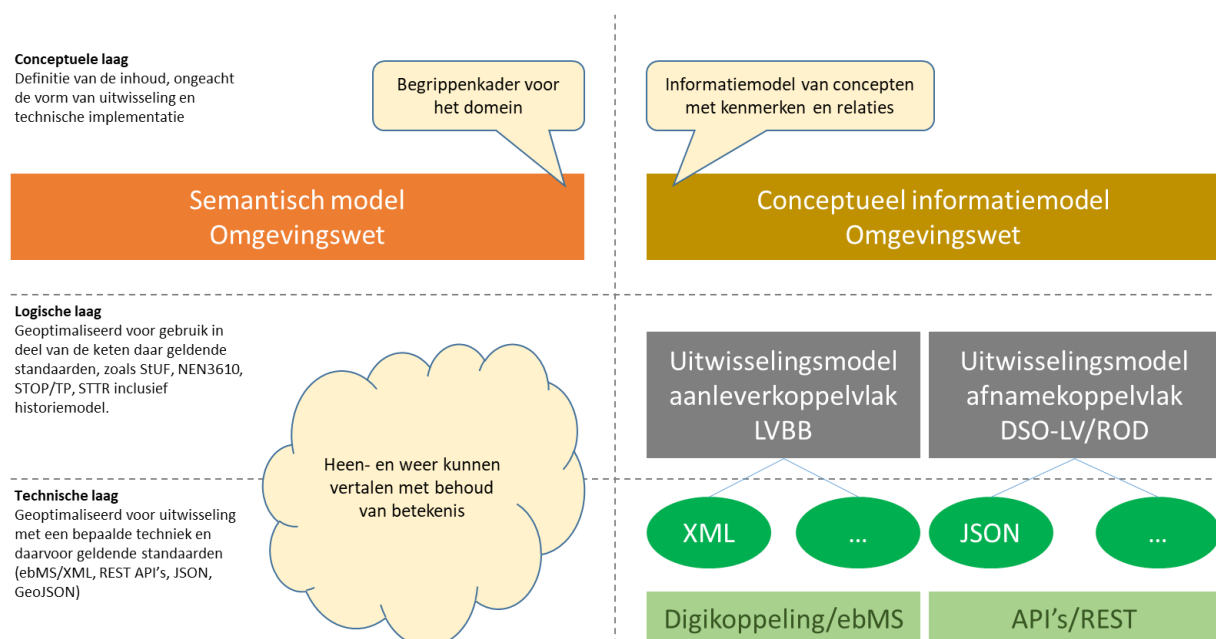 Conceptuele laag
Definitie van de inhoud, ongeacht
de vorm van uitwisseling en
technische implementatie
Begrippenkader voor
het domein
Informatiemodel van concepten
met kenmerken en relaties
Semantisch model
Omgevingswet
Conceptueel informatiemodel
Omgevingswet
Logische laag
Geoptimaliseerd voor gebruik in
deel van de keten daar geldende
standaarden, zoals StUF, NEN3610,
STOP/TP, STTR inclusief
historiemodel.
Uitwisselingsmodel
aanleverkoppelvlak
LVBB
Uitwisselingsmodel
afnamekoppelvlak
DSO-LV/ROD
Heen- en weer kunnen
vertalen met behoud
van betekenis
Technische laag
Geoptimaliseerd voor uitwisseling
met een bepaalde techniek en
daarvoor geldende standaarden
(ebMS/XML, REST API’s, JSON,
GeoJSON)
XML
...
JSON
...
Digikoppeling/ebMS
API’s/REST